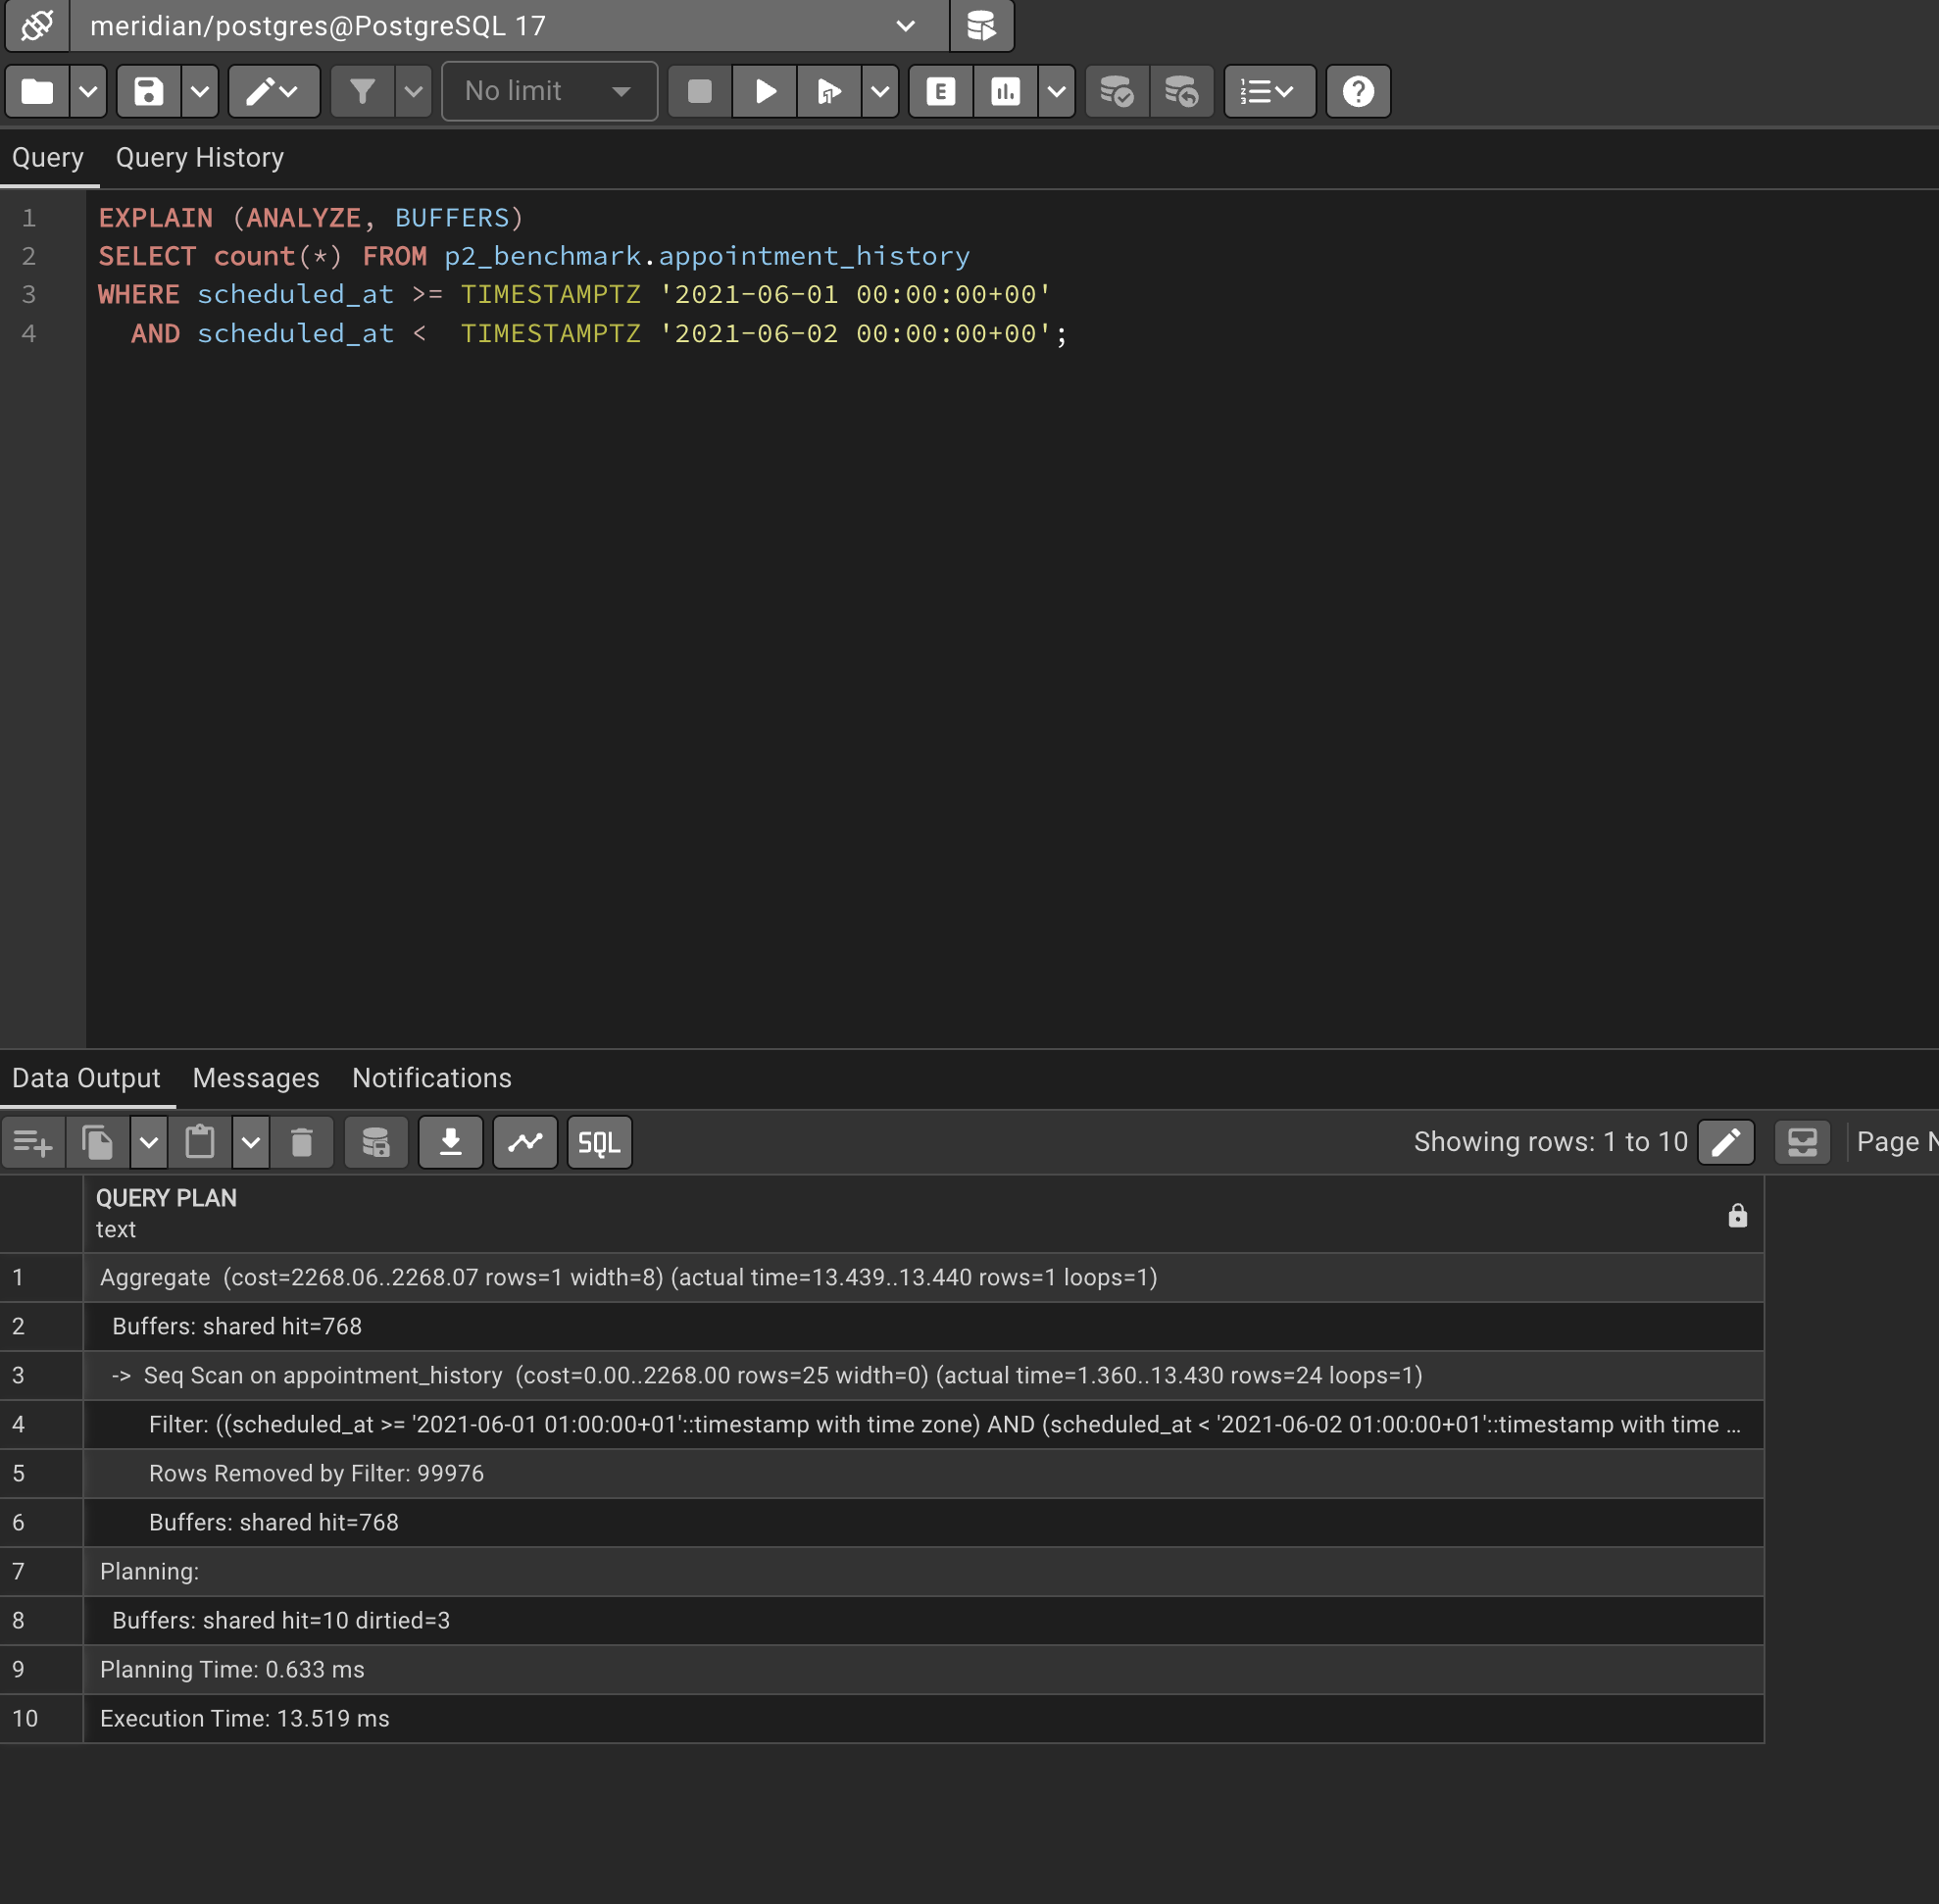 meridian/postgres@PostgreSQL 17
No limit
Query Query History
1 EXPLAIN (ANALYZE, BUFFERS)
2 SELECT count(*) FROM p2_benchmark.appointment_history
3 WHERE scheduled_at >= TIMESTAMPTZ '2021-06-01 00:00:00+00'
4   AND scheduled_at <  TIMESTAMPTZ '2021-06-02 00:00:00+00';
Data Output Messages Notifications
SQL Showing rows: 1 to 10 Page N
QUERY PLAN
text
1 Aggregate  (cost=2268.06..2268.07 rows=1 width=8) (actual time=13.439..13.440 rows=1 loops=1)
2 Buffers: shared hit=768
3 ->  Seq Scan on appointment_history  (cost=0.00..2268.00 rows=25 width=0) (actual time=1.360..13.430 rows=24 loops=1)
4 Filter: ((scheduled_at >= '2021-06-01 01:00:00+01'::timestamp with time zone) AND (scheduled_at < '2021-06-02 01:00:00+01'::timestamp with time …
5 Rows Removed by Filter: 99976
6 Buffers: shared hit=768
7 Planning:
8 Buffers: shared hit=10 dirtied=3
9 Planning Time: 0.633 ms
10 Execution Time: 13.519 ms